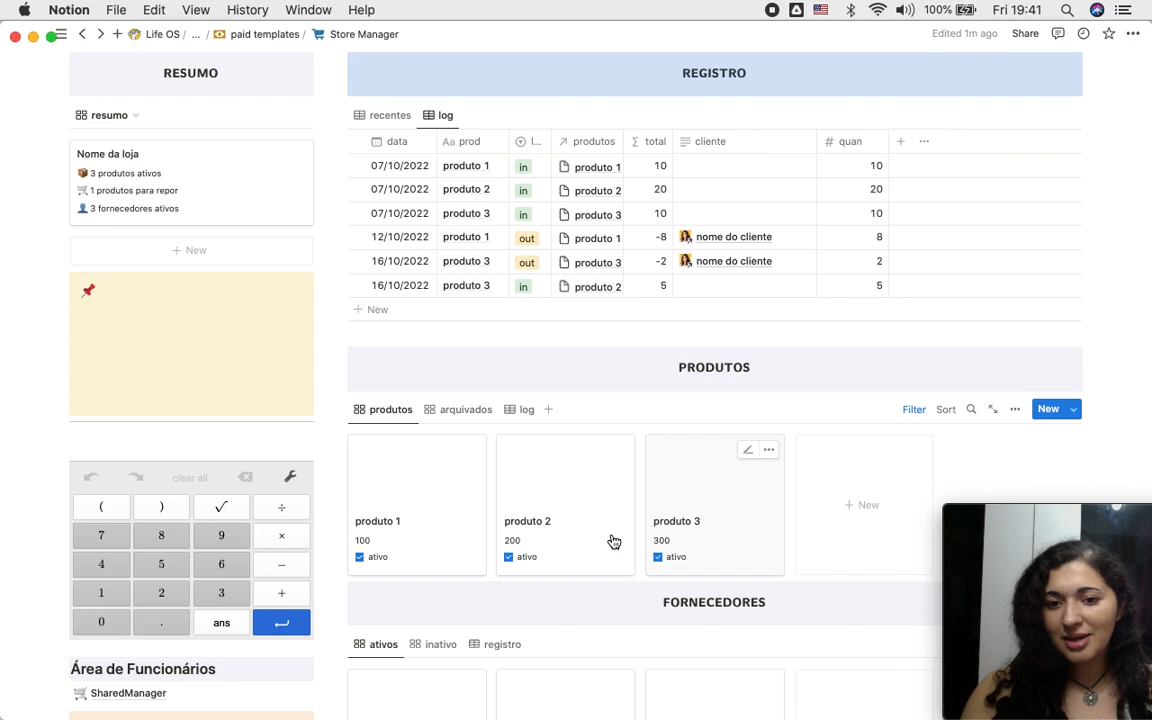 Notion File Edit View History Window Help 100% Fri 19:41
Life OS / ... / paid templates / Store Manager Edited 1m ago Share
RESUMO
resumo
Nome da loja
3 produtos ativos
1 produtos para repor
3 fornecedores ativos
+ New
clear all
( ) √ ÷
7 8 9 ×
4 5 6 −
1 2 3 +
0 . ans
Área de Funcionários
SharedManager
REGISTRO
recentes log
data Aa prod l... produtos Σ total cliente # quan +
07/10/2022 produto 1 in produto 1 10 10
07/10/2022 produto 2 in produto 2 20 20
07/10/2022 produto 3 in produto 3 10 10
12/10/2022 produto 1 out produto 1 -8 nome do cliente 8
16/10/2022 produto 3 out produto 3 -2 nome do cliente 2
16/10/2022 produto 3 in produto 2 5 5
+ New
PRODUTOS
produtos arquivados log + Filter Sort New
produto 1
100
ativo
produto 2
200
ativo
produto 3
300
ativo
+ New
FORNECEDORES
ativos inativo registro